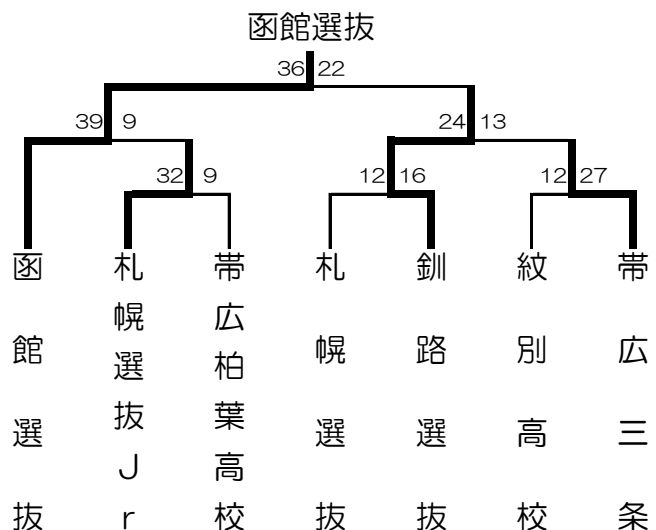 函館選抜
36 22
39 9
24 13
32 9
12 16
12 27
函館選抜
札幌選抜Jr
帯広柏葉高校
札幌選抜
釧路選抜
紋別高校
帯広三条